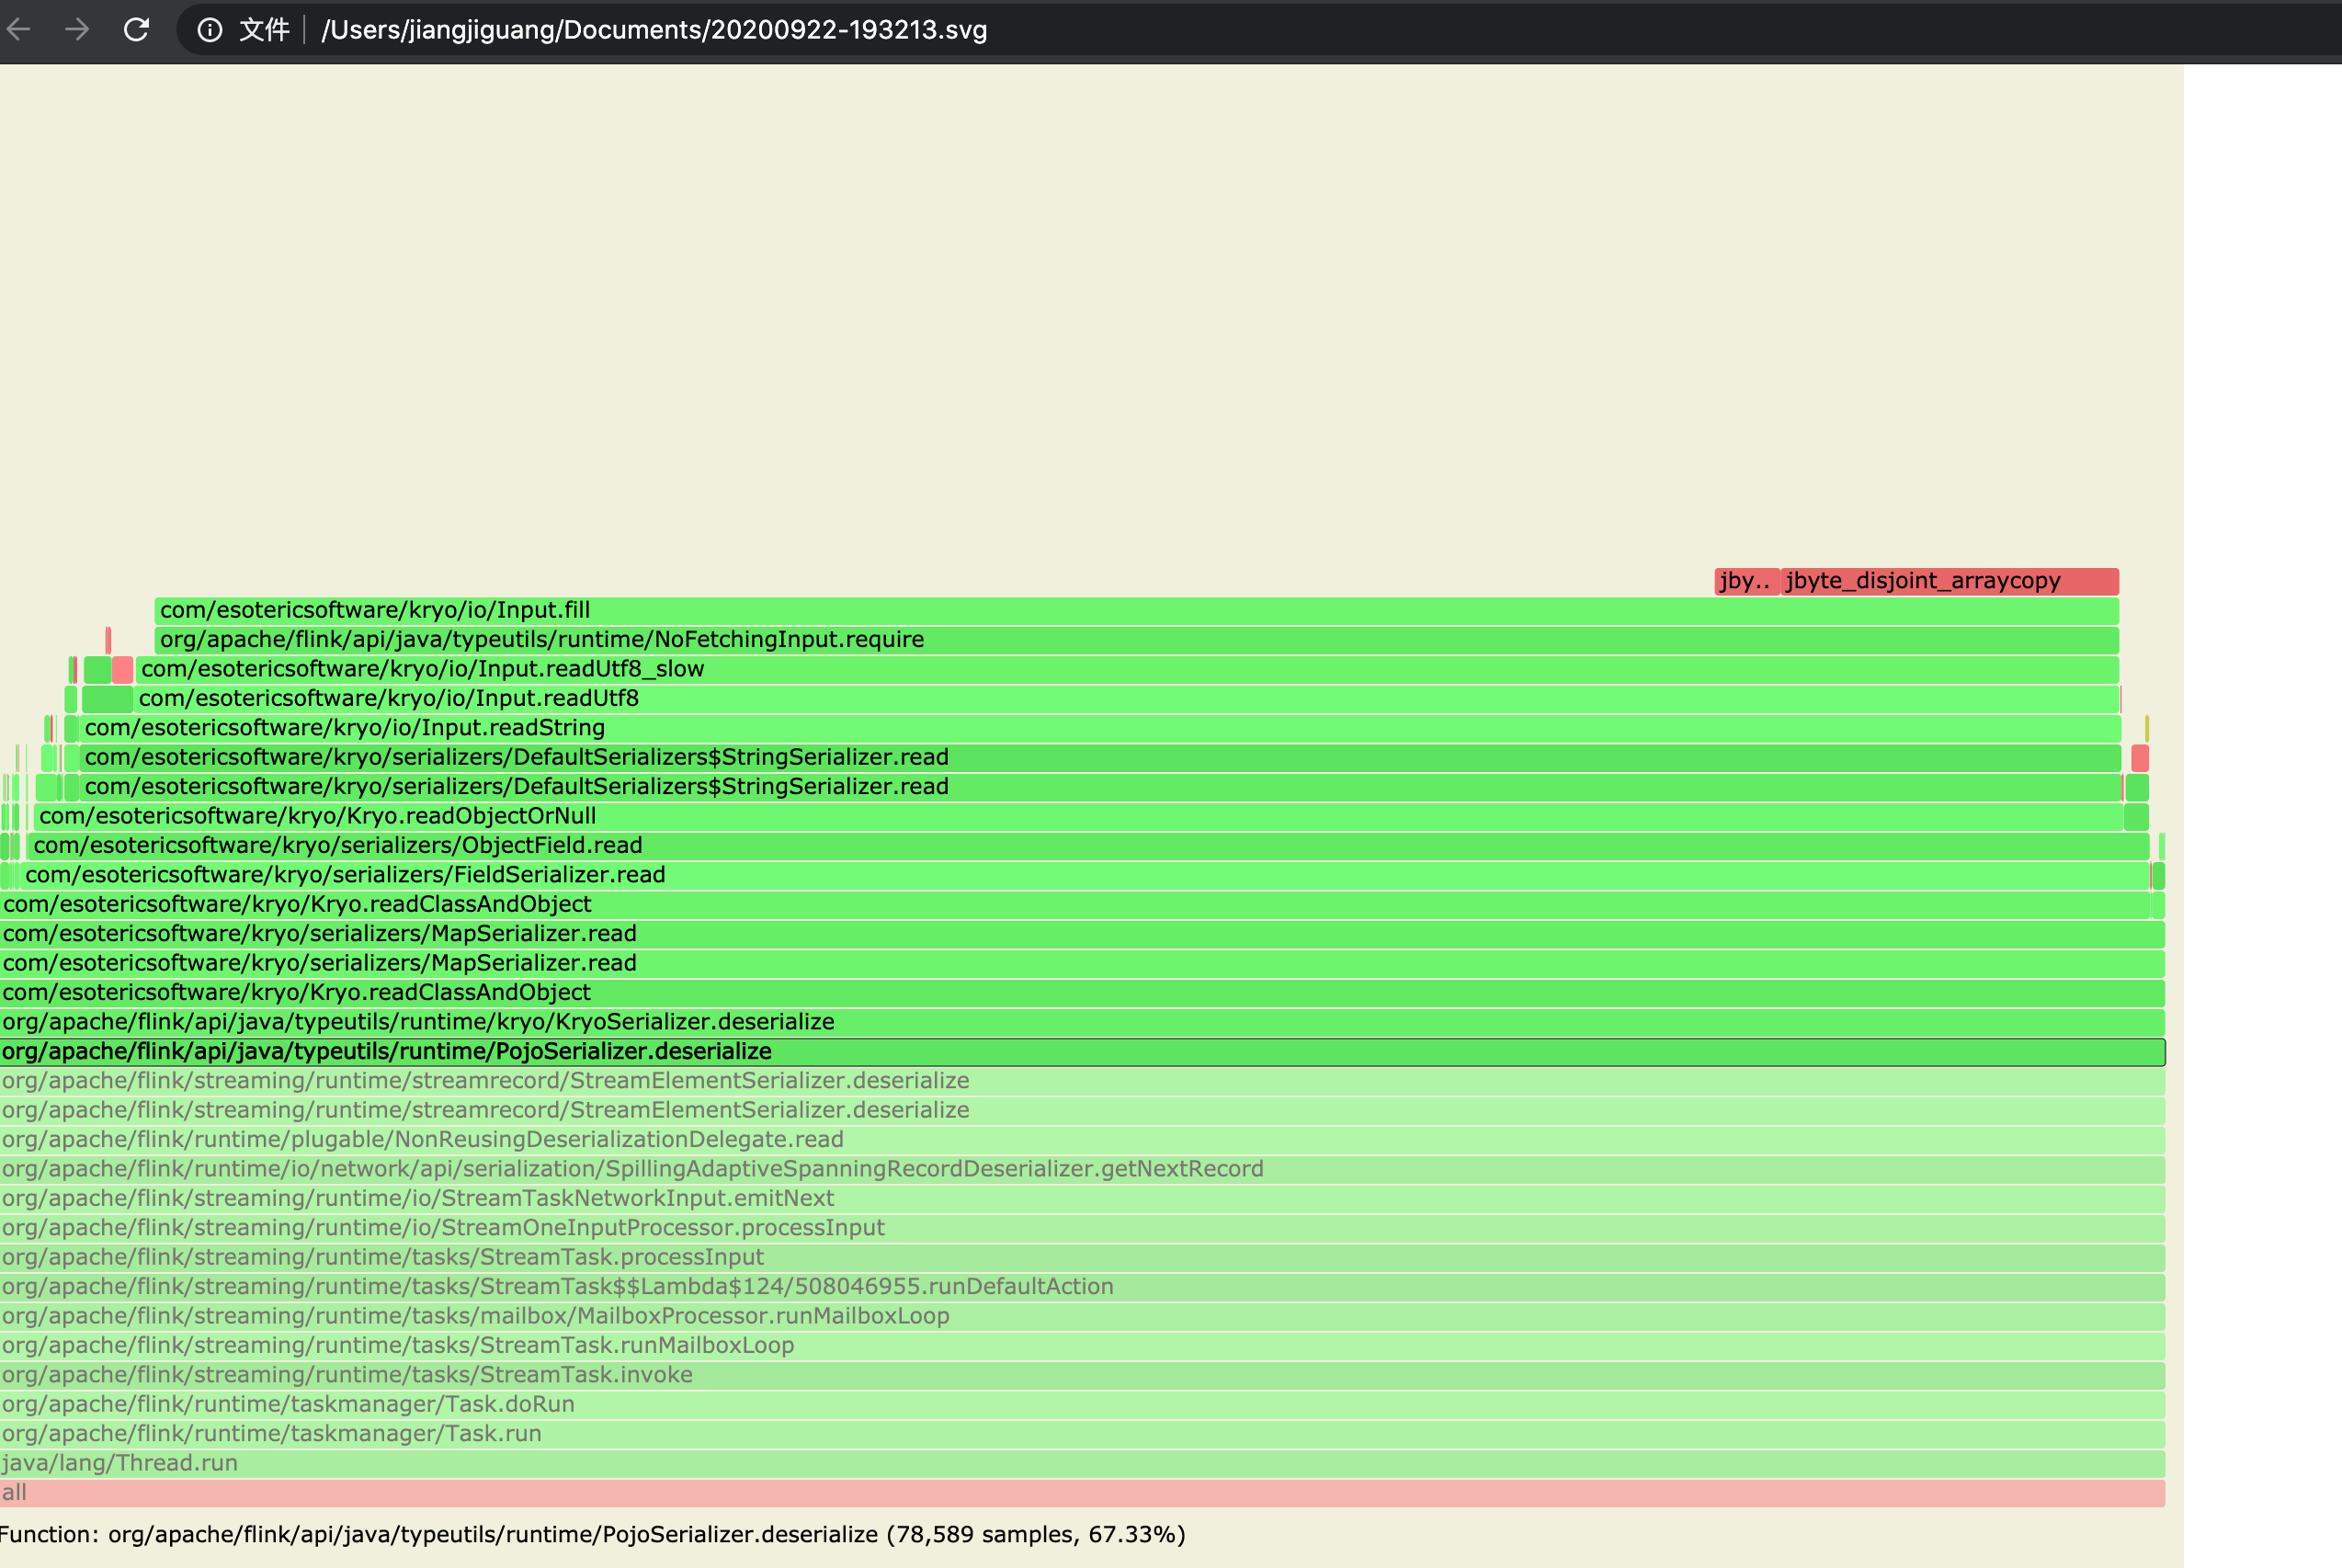 文件 /Users/jiangjiguang/Documents/20200922-193213.svg
jby.. jbyte_disjoint_arraycopy
com/esotericsoftware/kryo/io/Input.fill
org/apache/flink/api/java/typeutils/runtime/NoFetchingInput.require
com/esotericsoftware/kryo/io/Input.readUtf8_slow
com/esotericsoftware/kryo/io/Input.readUtf8
com/esotericsoftware/kryo/io/Input.readString
com/esotericsoftware/kryo/serializers/DefaultSerializers$StringSerializer.read
com/esotericsoftware/kryo/serializers/DefaultSerializers$StringSerializer.read
com/esotericsoftware/kryo/Kryo.readObjectOrNull
com/esotericsoftware/kryo/serializers/ObjectField.read
com/esotericsoftware/kryo/serializers/FieldSerializer.read
com/esotericsoftware/kryo/Kryo.readClassAndObject
com/esotericsoftware/kryo/serializers/MapSerializer.read
com/esotericsoftware/kryo/serializers/MapSerializer.read
com/esotericsoftware/kryo/Kryo.readClassAndObject
org/apache/flink/api/java/typeutils/runtime/kryo/KryoSerializer.deserialize
org/apache/flink/api/java/typeutils/runtime/PojoSerializer.deserialize
org/apache/flink/streaming/runtime/streamrecord/StreamElementSerializer.deserialize
org/apache/flink/streaming/runtime/streamrecord/StreamElementSerializer.deserialize
org/apache/flink/runtime/plugable/NonReusingDeserializationDelegate.read
org/apache/flink/runtime/io/network/api/serialization/SpillingAdaptiveSpanningRecordDeserializer.getNextRecord
org/apache/flink/streaming/runtime/io/StreamTaskNetworkInput.emitNext
org/apache/flink/streaming/runtime/io/StreamOneInputProcessor.processInput
org/apache/flink/streaming/runtime/tasks/StreamTask.processInput
org/apache/flink/streaming/runtime/tasks/StreamTask$$Lambda$124/508046955.runDefaultAction
org/apache/flink/streaming/runtime/tasks/mailbox/MailboxProcessor.runMailboxLoop
org/apache/flink/streaming/runtime/tasks/StreamTask.runMailboxLoop
org/apache/flink/streaming/runtime/tasks/StreamTask.invoke
org/apache/flink/runtime/taskmanager/Task.doRun
org/apache/flink/runtime/taskmanager/Task.run
java/lang/Thread.run
all
Function: org/apache/flink/api/java/typeutils/runtime/PojoSerializer.deserialize (78,589 samples, 67.33%)